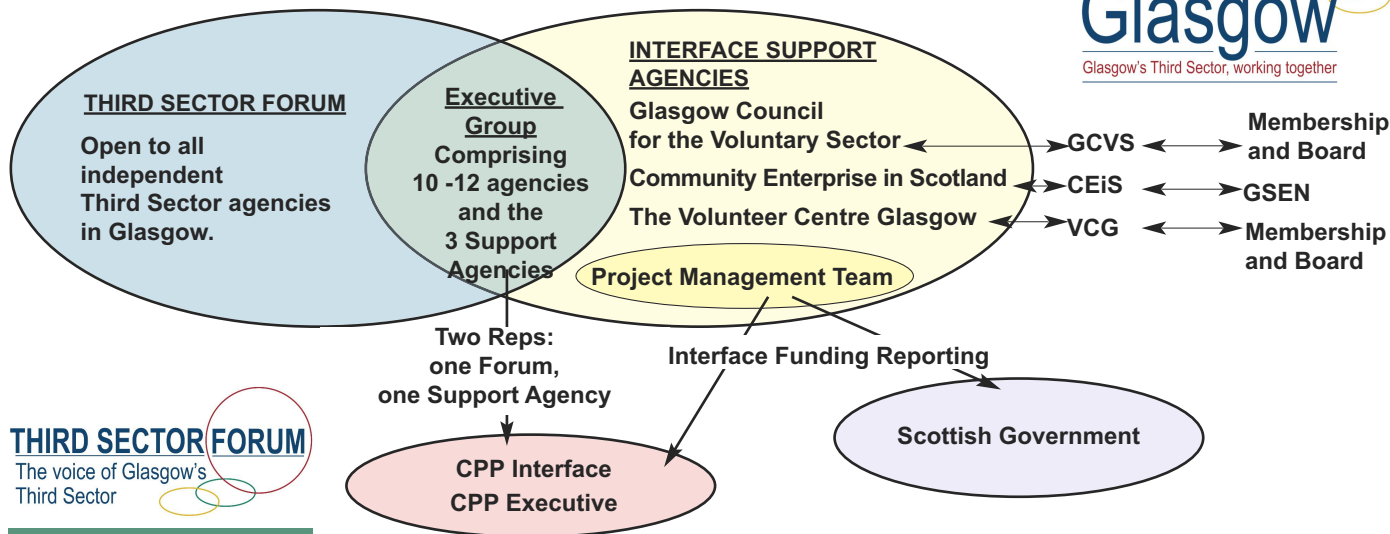 Glasgow
Glasgow's Third Sector, working together
THIRD SECTOR FORUM
Open to all
independent
Third Sector agencies
in Glasgow.
Executive
Group
Comprising
10 -12 agencies
and the
3 Support
Agencies
INTERFACE SUPPORT
AGENCIES
Glasgow Council
for the Voluntary Sector
Community Enterprise in Scotland
The Volunteer Centre Glasgow
Project Management Team
GCVS
CEiS
VCG
Membership
and Board
GSEN
Membership
and Board
Two Reps:
one Forum,
one Support Agency
Interface Funding Reporting
CPP Interface
CPP Executive
Scottish Government
THIRD SECTOR FORUM
The voice of Glasgow's
Third Sector